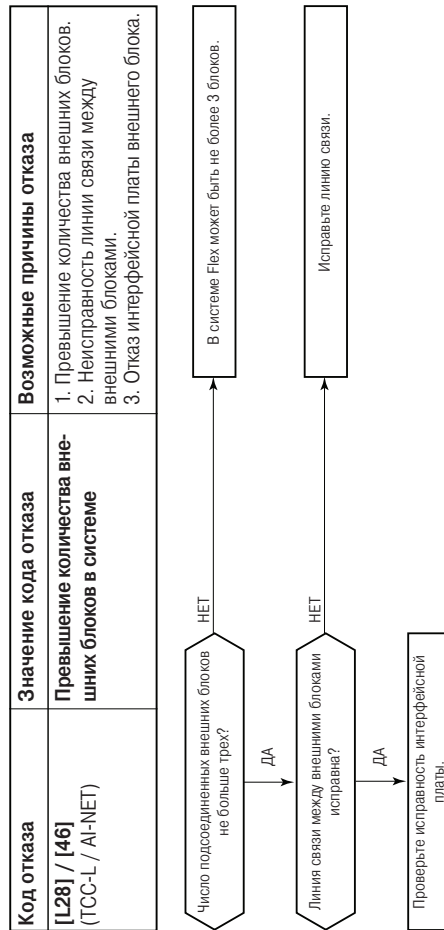 Код отказа
Значение кода отказа
Возможные причины отказа
[L28] / [46]
(TCC-L / AI-NET)
Превышение количества вне-
шних блоков в системе
1. Превышение количества внешних блоков.
2. Неисправность линии связи между
внешними блоками.
3. Отказ интерфейсной платы внешнего блока.
Число подсоединенных внешних блоков
не больше трех?
НЕТ
В системе Flex может быть не более 3 блоков.
ДА
Линия связи между внешними блоками
исправна?
НЕТ
Исправьте линию связи.
ДА
Проверьте исправность интерфейсной
платы.